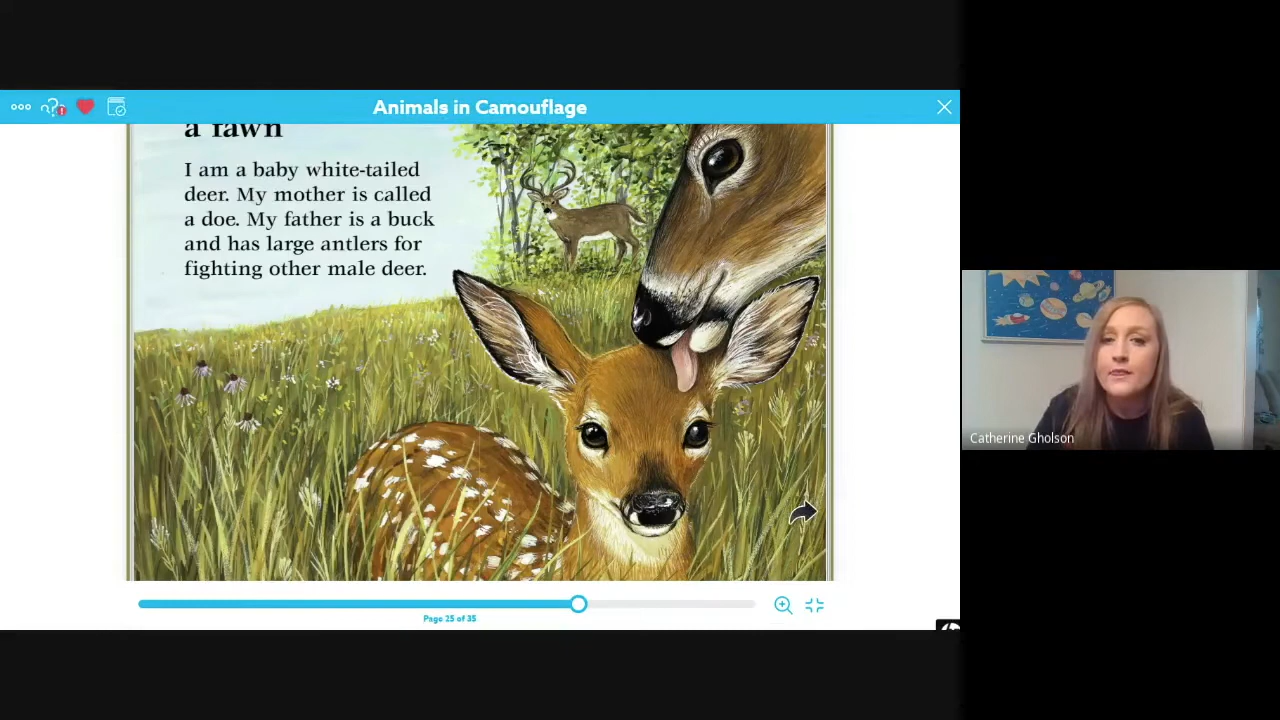 Animals in Camouflage
a fawn
I am a baby white-tailed
deer. My mother is called
a doe. My father is a buck
and has large antlers for
fighting other male deer.
Page 25 of 35
Catherine Gholson